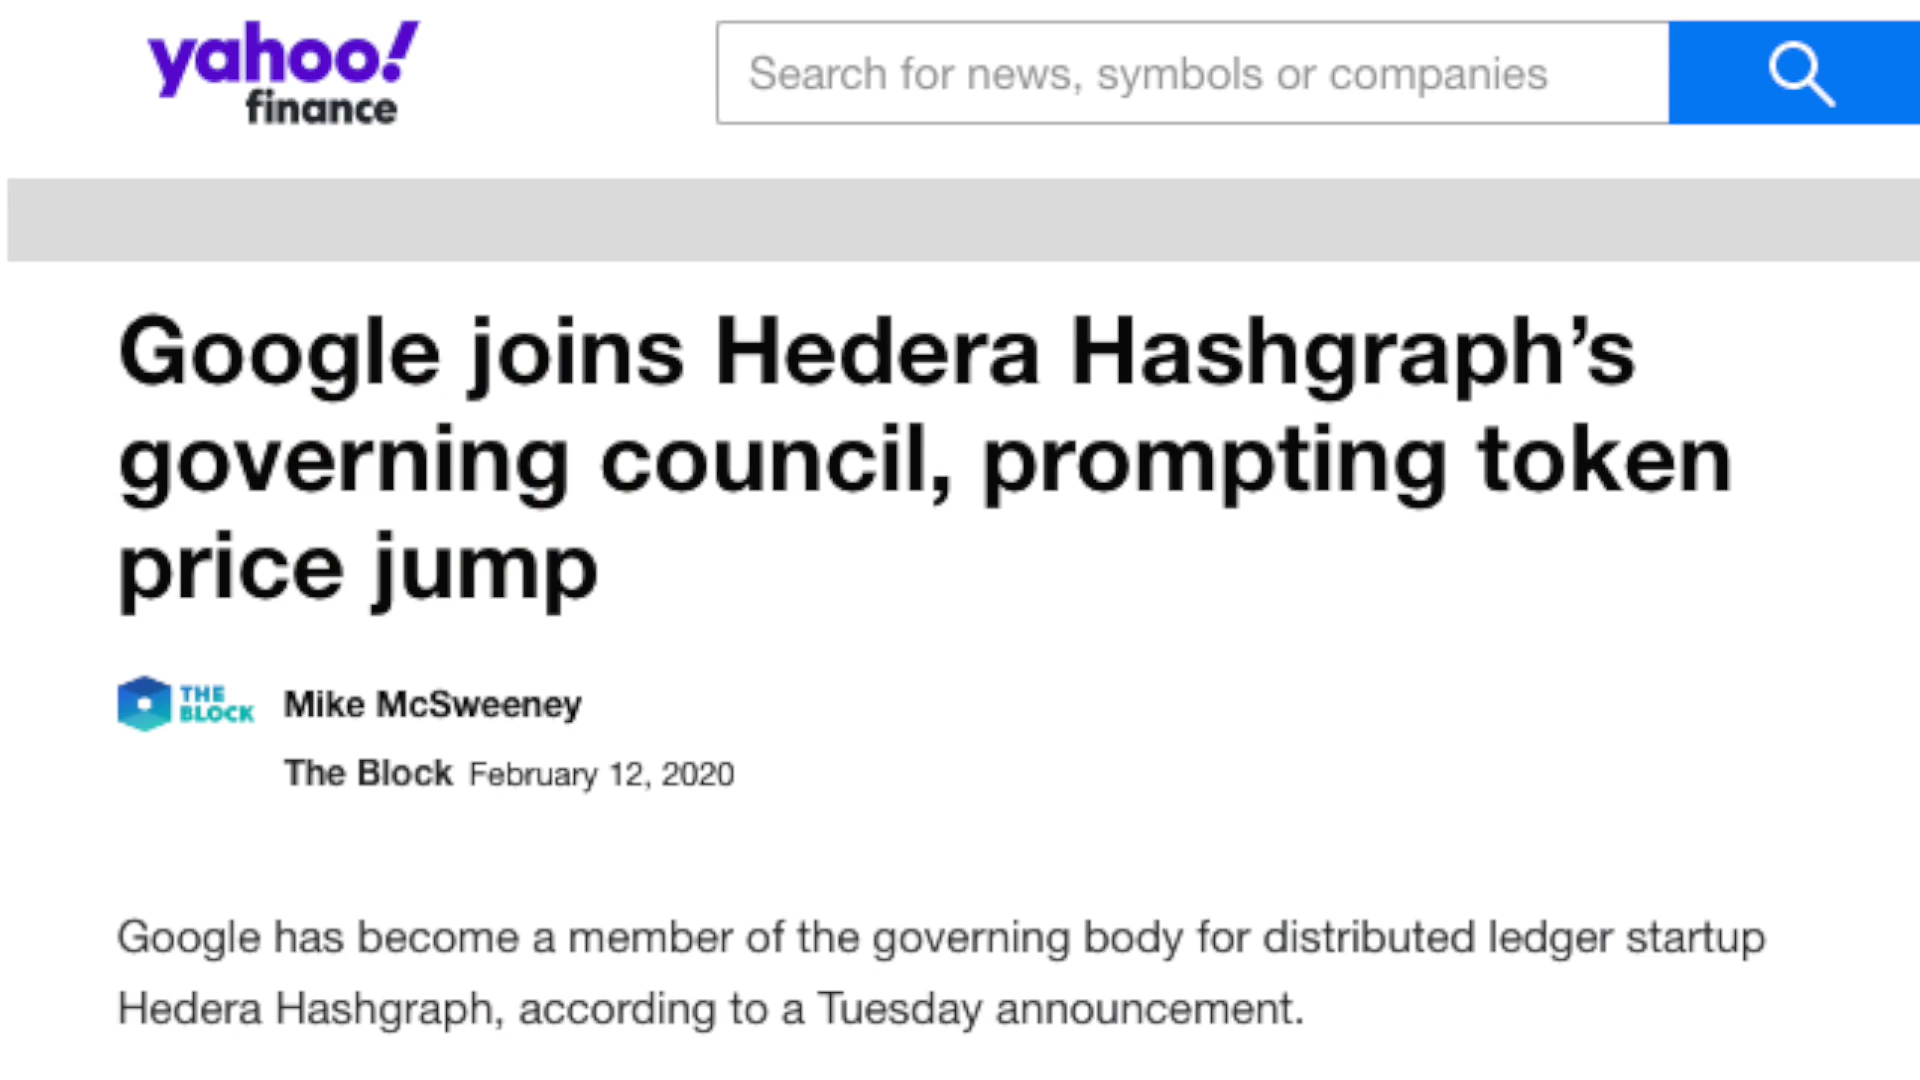 yahoo!
finance
Search for news, symbols or companies
Google joins Hedera Hashgraph’s
governing council, prompting token
price jump
THE
BLOCK
Mike McSweeney
The Block February 12, 2020
Google has become a member of the governing body for distributed ledger startup
Hedera Hashgraph, according to a Tuesday announcement.